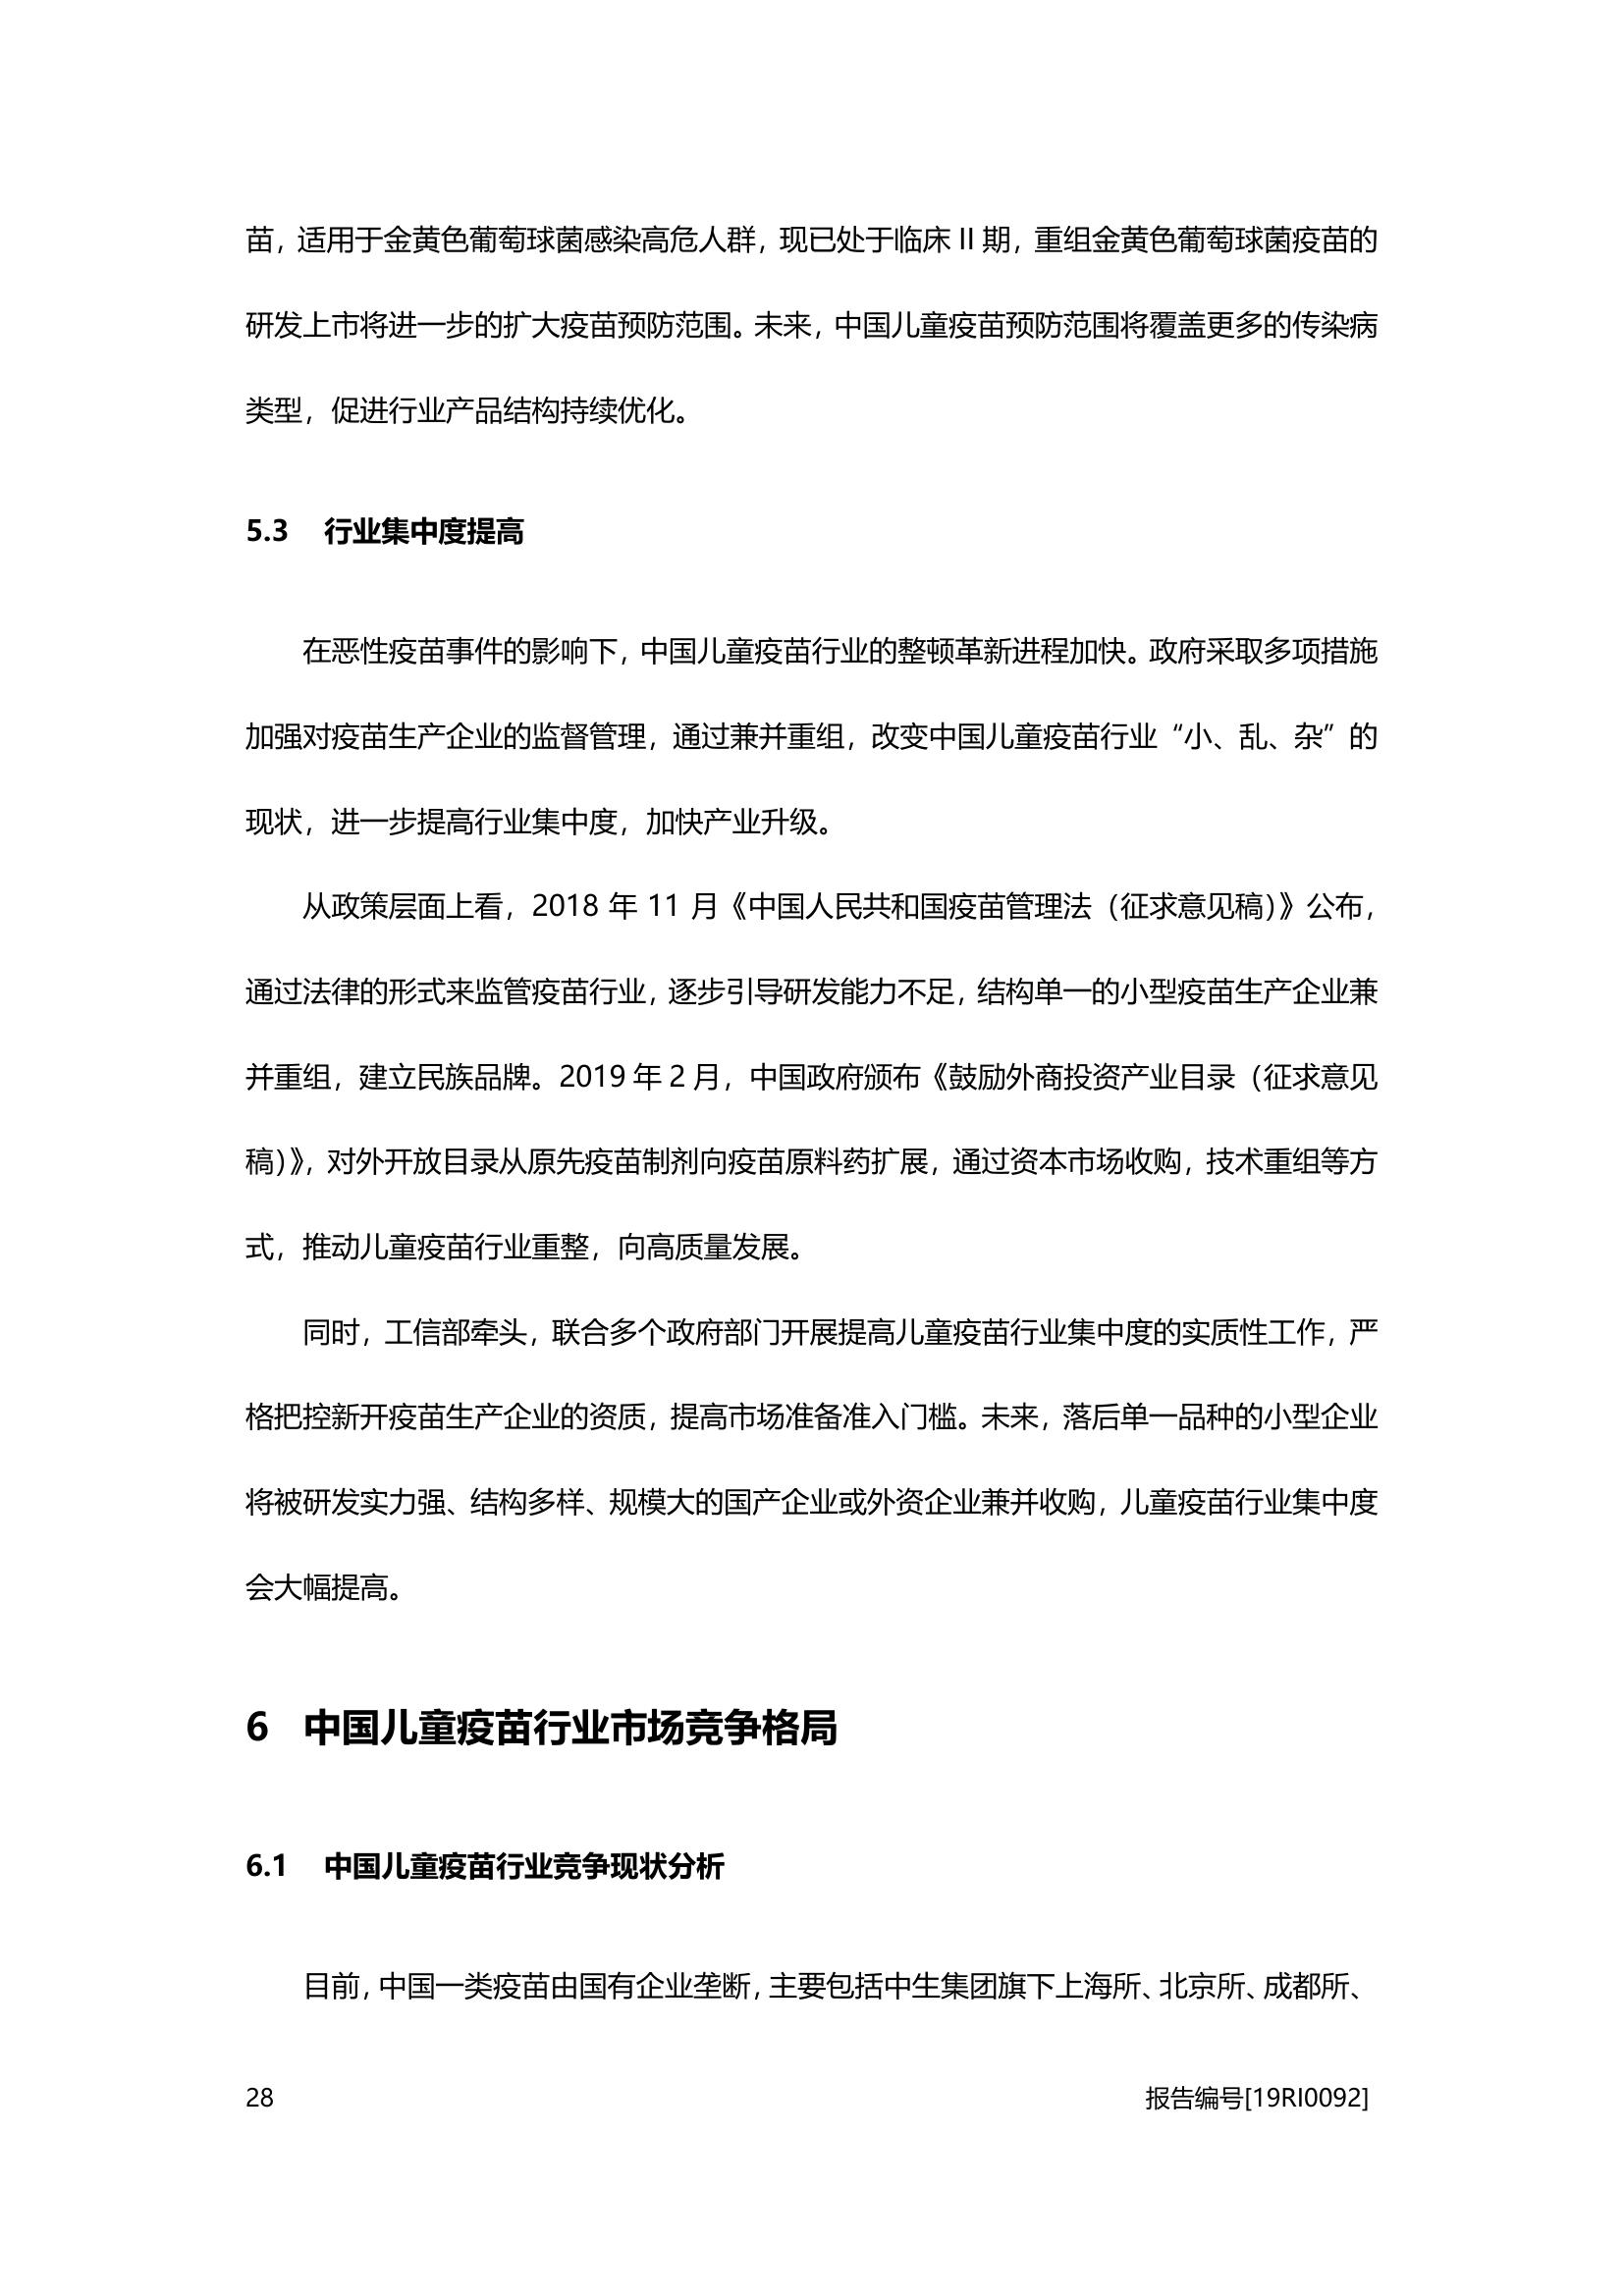 苗，适用于金黄色葡萄球菌感染高危人群，现已处于临床 II 期，重组金黄色葡萄球菌疫苗的
研发上市将进一步的扩大疫苗预防范围。未来，中国儿童疫苗预防范围将覆盖更多的传染病
类型，促进行业产品结构持续优化。
5.3 行业集中度提高
在恶性疫苗事件的影响下，中国儿童疫苗行业的整顿革新进程加快。政府采取多项措施
加强对疫苗生产企业的监督管理，通过兼并重组，改变中国儿童疫苗行业“小、乱、杂”的
现状，进一步提高行业集中度，加快产业升级。
从政策层面上看，2018 年 11 月《中国人民共和国疫苗管理法（征求意见稿）》公布，
通过法律的形式来监管疫苗行业，逐步引导研发能力不足，结构单一的小型疫苗生产企业兼
并重组，建立民族品牌。2019 年 2 月，中国政府颁布《鼓励外商投资产业目录（征求意见
稿）》，对外开放目录从原先疫苗制剂向疫苗原料药扩展，通过资本市场收购，技术重组等方
式，推动儿童疫苗行业重整，向高质量发展。
同时，工信部牵头，联合多个政府部门开展提高儿童疫苗行业集中度的实质性工作，严
格把控新开疫苗生产企业的资质，提高市场准备准入门槛。未来，落后单一品种的小型企业
将被研发实力强、结构多样、规模大的国产企业或外资企业兼并收购，儿童疫苗行业集中度
会大幅提高。
6 中国儿童疫苗行业市场竞争格局
6.1 中国儿童疫苗行业竞争现状分析
目前，中国一类疫苗由国有企业垄断，主要包括中生集团旗下上海所、北京所、成都所、
28 报告编号[19RI0092]